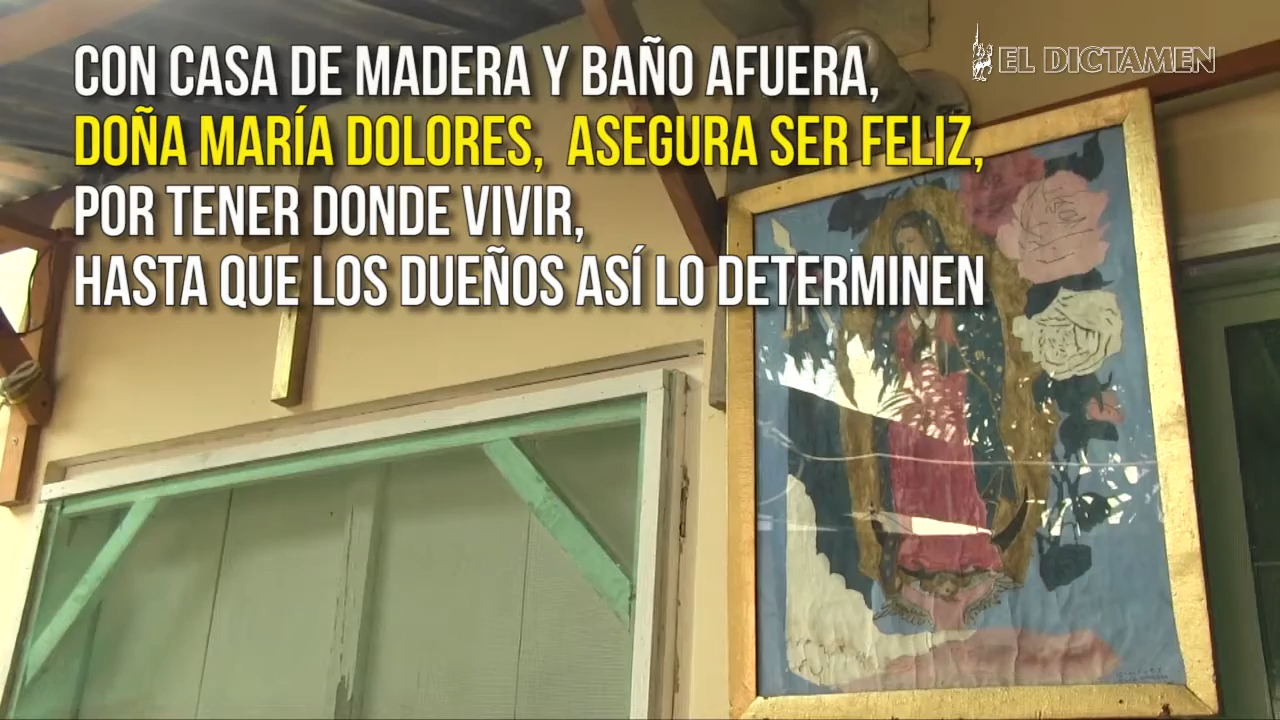 EL DICTAMEN
CON CASA DE MADERA Y BAÑO AFUERA,
DOÑA MARÍA DOLORES, ASEGURA SER FELIZ,
POR TENER DONDE VIVIR,
HASTA QUE LOS DUEÑOS ASÍ LO DETERMINEN